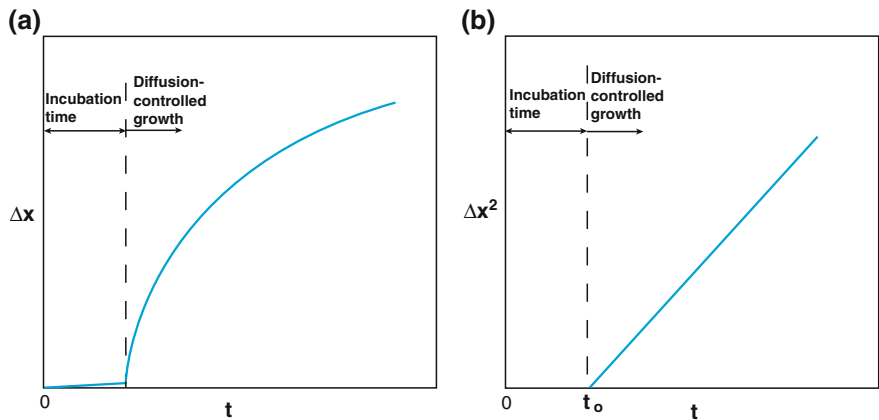 (a)
Incubation
time
Diffusion-
controlled
growth
Δx
0
t
(b)
Incubation
time
Diffusion-
controlled
growth
Δx²
0
tₒ
t